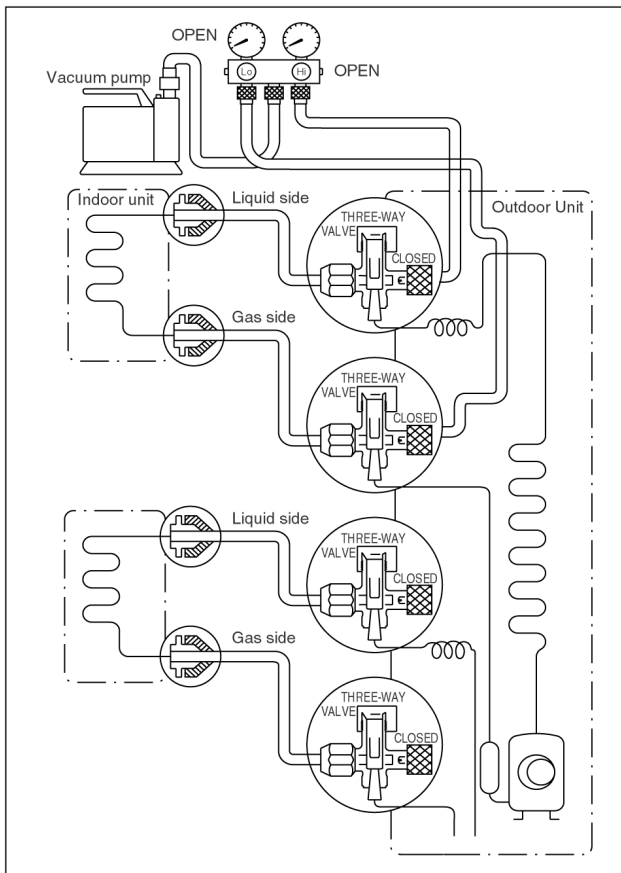 OPEN
Lo
Hi
OPEN
Vacuum pump
Indoor unit
Liquid side
Outdoor Unit
THREE-WAY
VALVE
CLOSED
Gas side
THREE-WAY
VALVE
CLOSED
Liquid side
THREE-WAY
VALVE
CLOSED
Gas side
THREE-WAY
VALVE
CLOSED